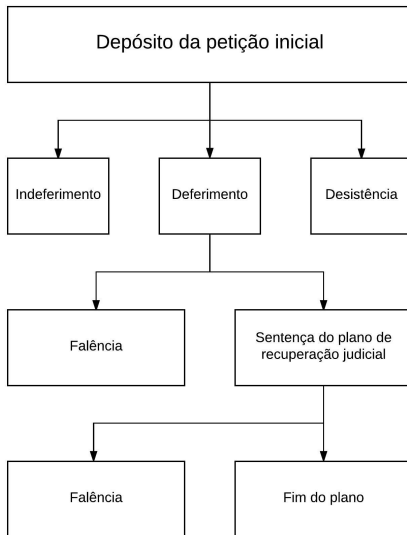 Depósito da petição inicial
Indeferimento
Deferimento
Desistência
Falência
Sentença do plano de
recuperação judicial
Falência
Fim do plano